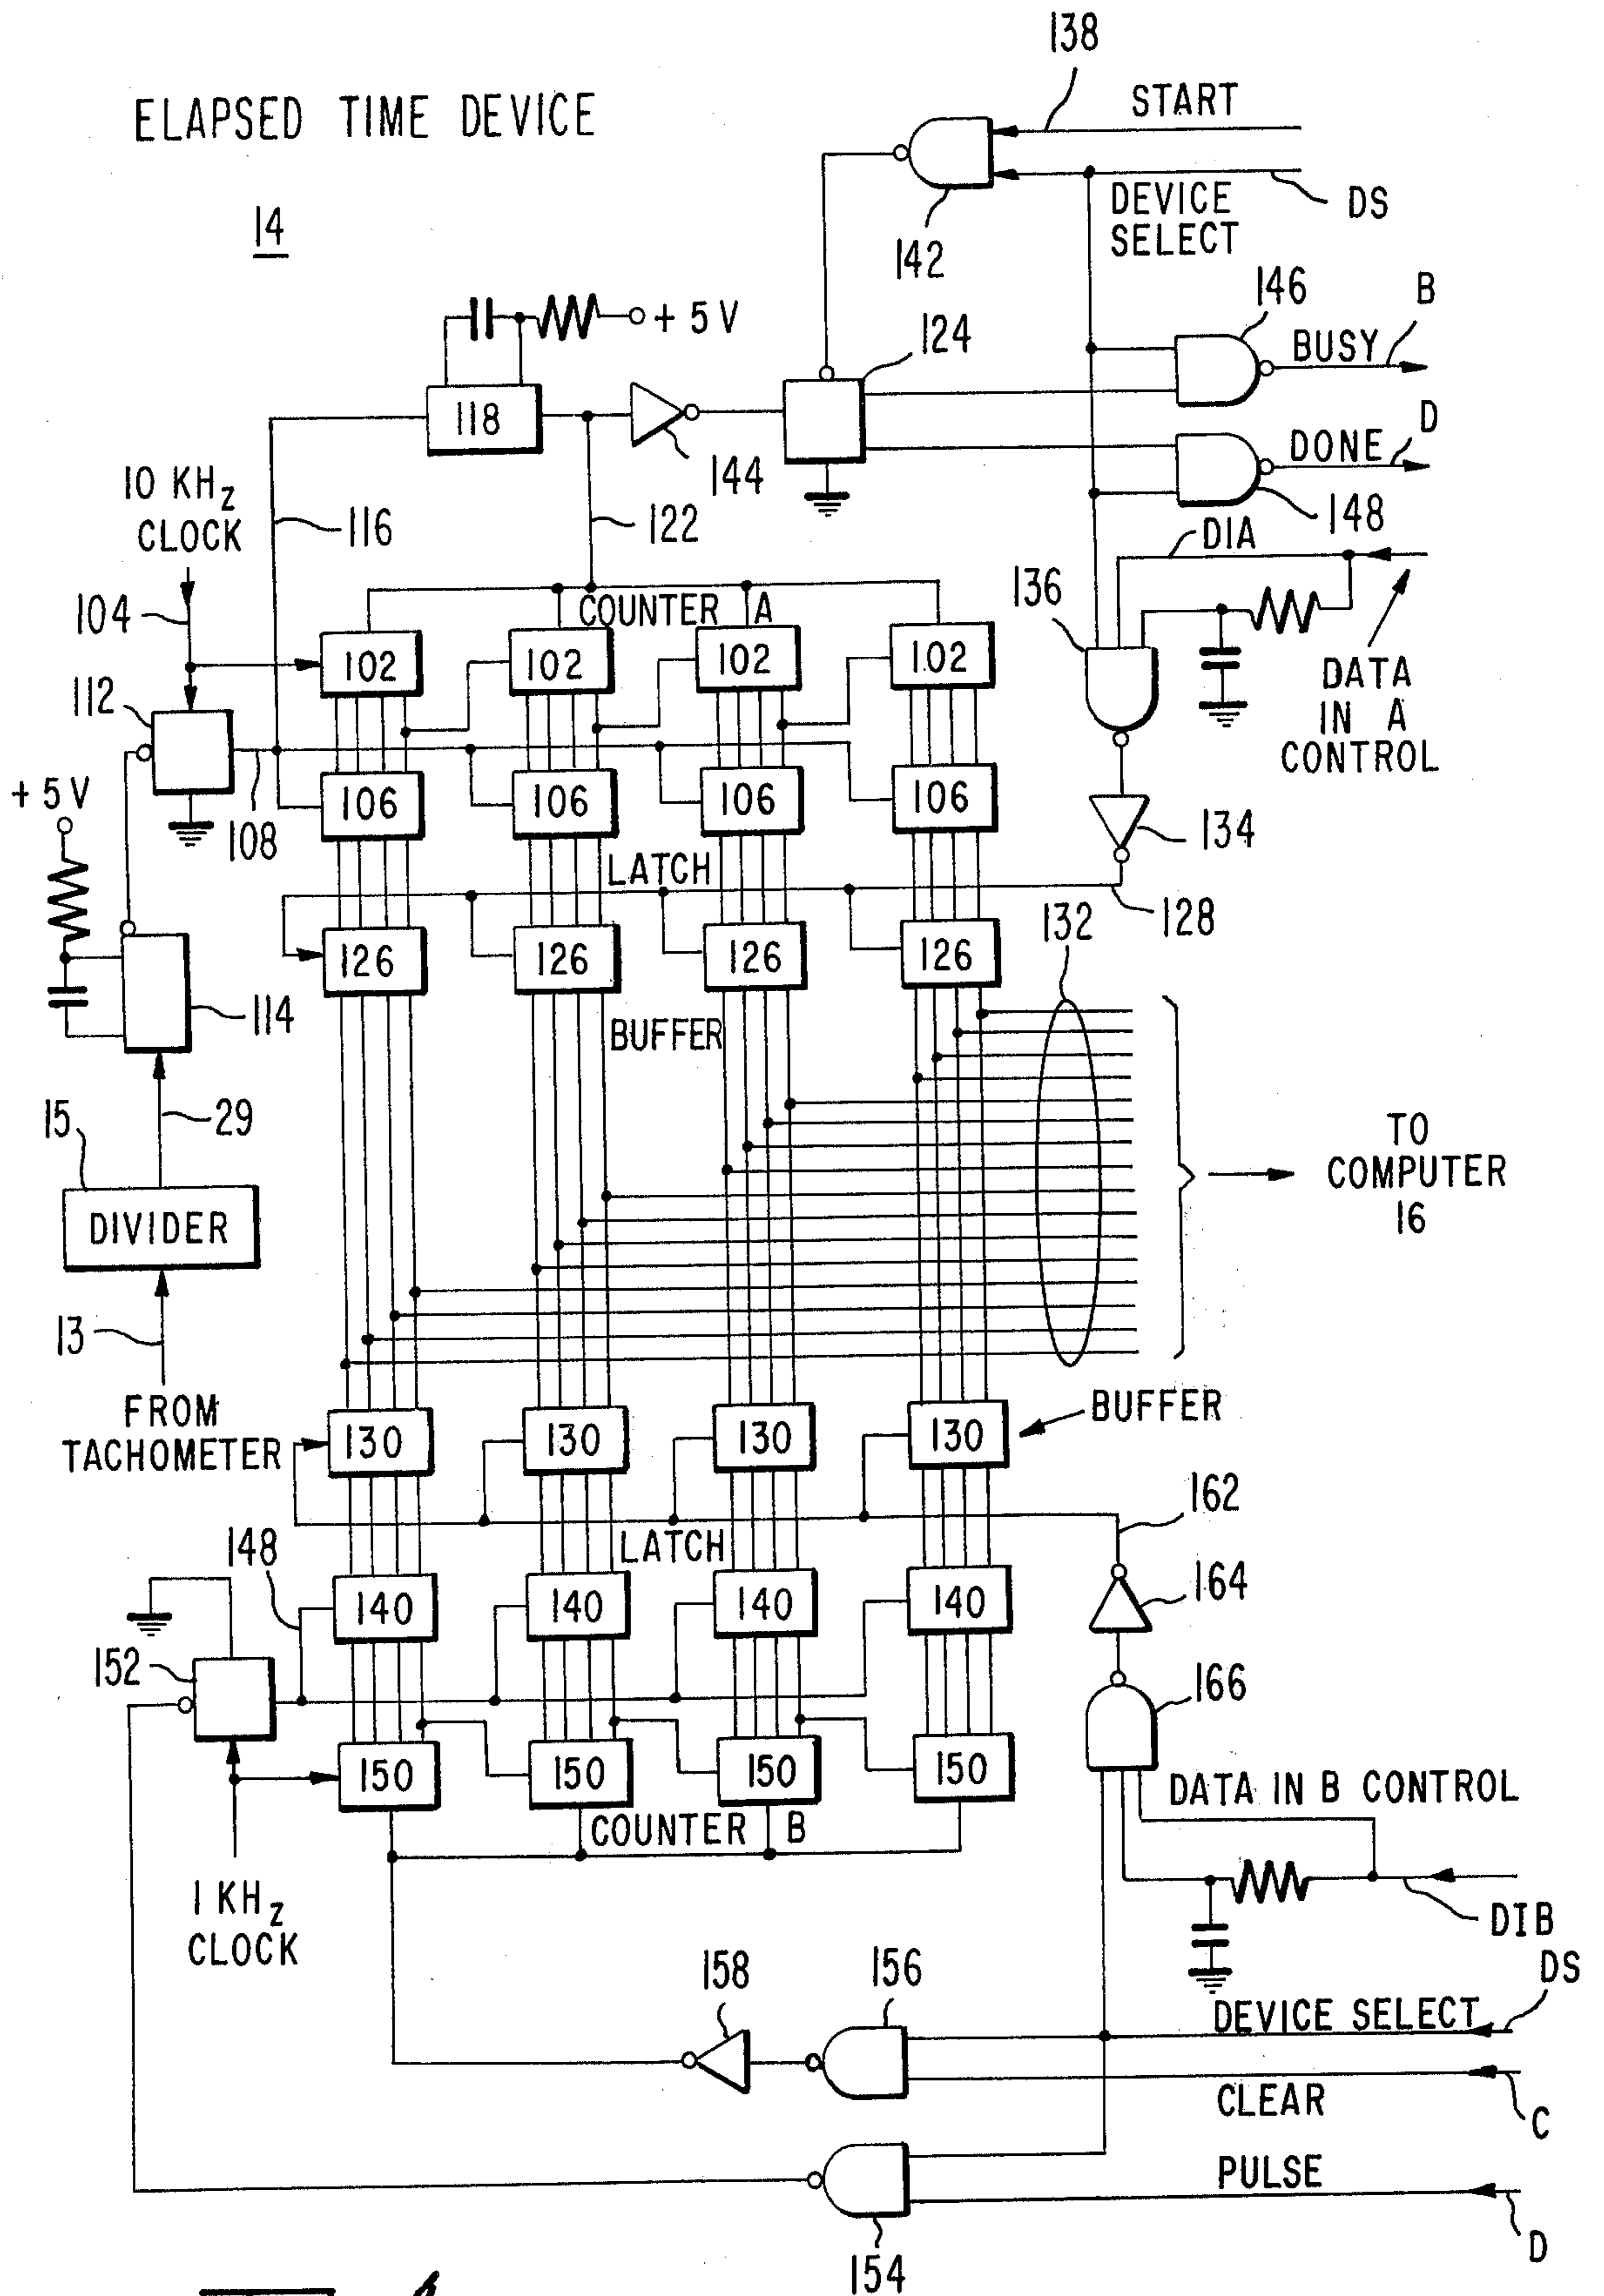 138
START
ELAPSED TIME DEVICE
14
DEVICE
SELECT
DS
142
146
B
+ 5 V
124
BUSY
118
144
D
DONE
10 KHz
CLOCK
116
122
148
DIA
104
COUNTER A
136
102
102
102
102
112
DATA
IN A
CONTROL
+ 5 V
106
106
106
106
108
134
LATCH
128
132
126
126
126
126
114
BUFFER
15
29
TO
COMPUTER
16
DIVIDER
13
FROM
TACHOMETER
BUFFER
130
130
130
130
162
148
LATCH
140
140
140
140
164
152
166
150
150
150
150
DATA IN B CONTROL
COUNTER B
1 KHz
CLOCK
DIB
158
156
DS
DEVICE SELECT
CLEAR
C
PULSE
D
154